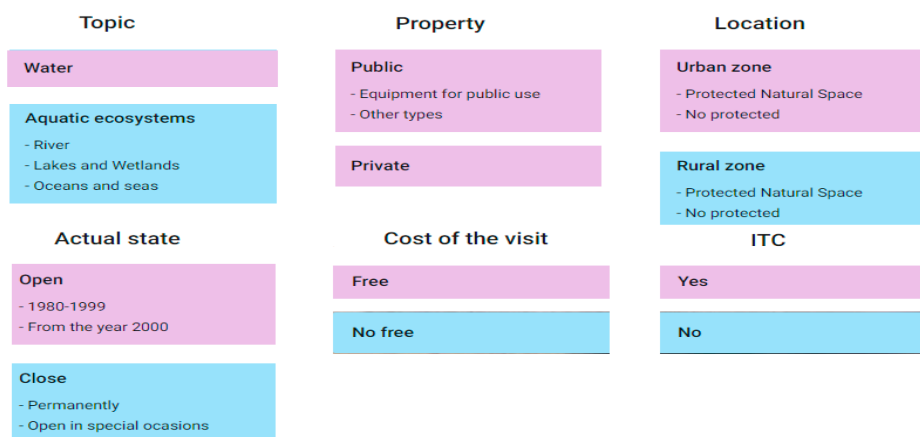 Topic
Water
Aquatic ecosystems
- River
- Lakes and Wetlands
- Oceans and seas
Property
Public
- Equipment for public use
- Other types
Private
Location
Urban zone
- Protected Natural Space
- No protected
Rural zone
- Protected Natural Space
- No protected
Actual state
Open
- 1980-1999
- From the year 2000
Close
- Permanently
- Open in special ocasions
Cost of the visit
Free
No free
ITC
Yes
No